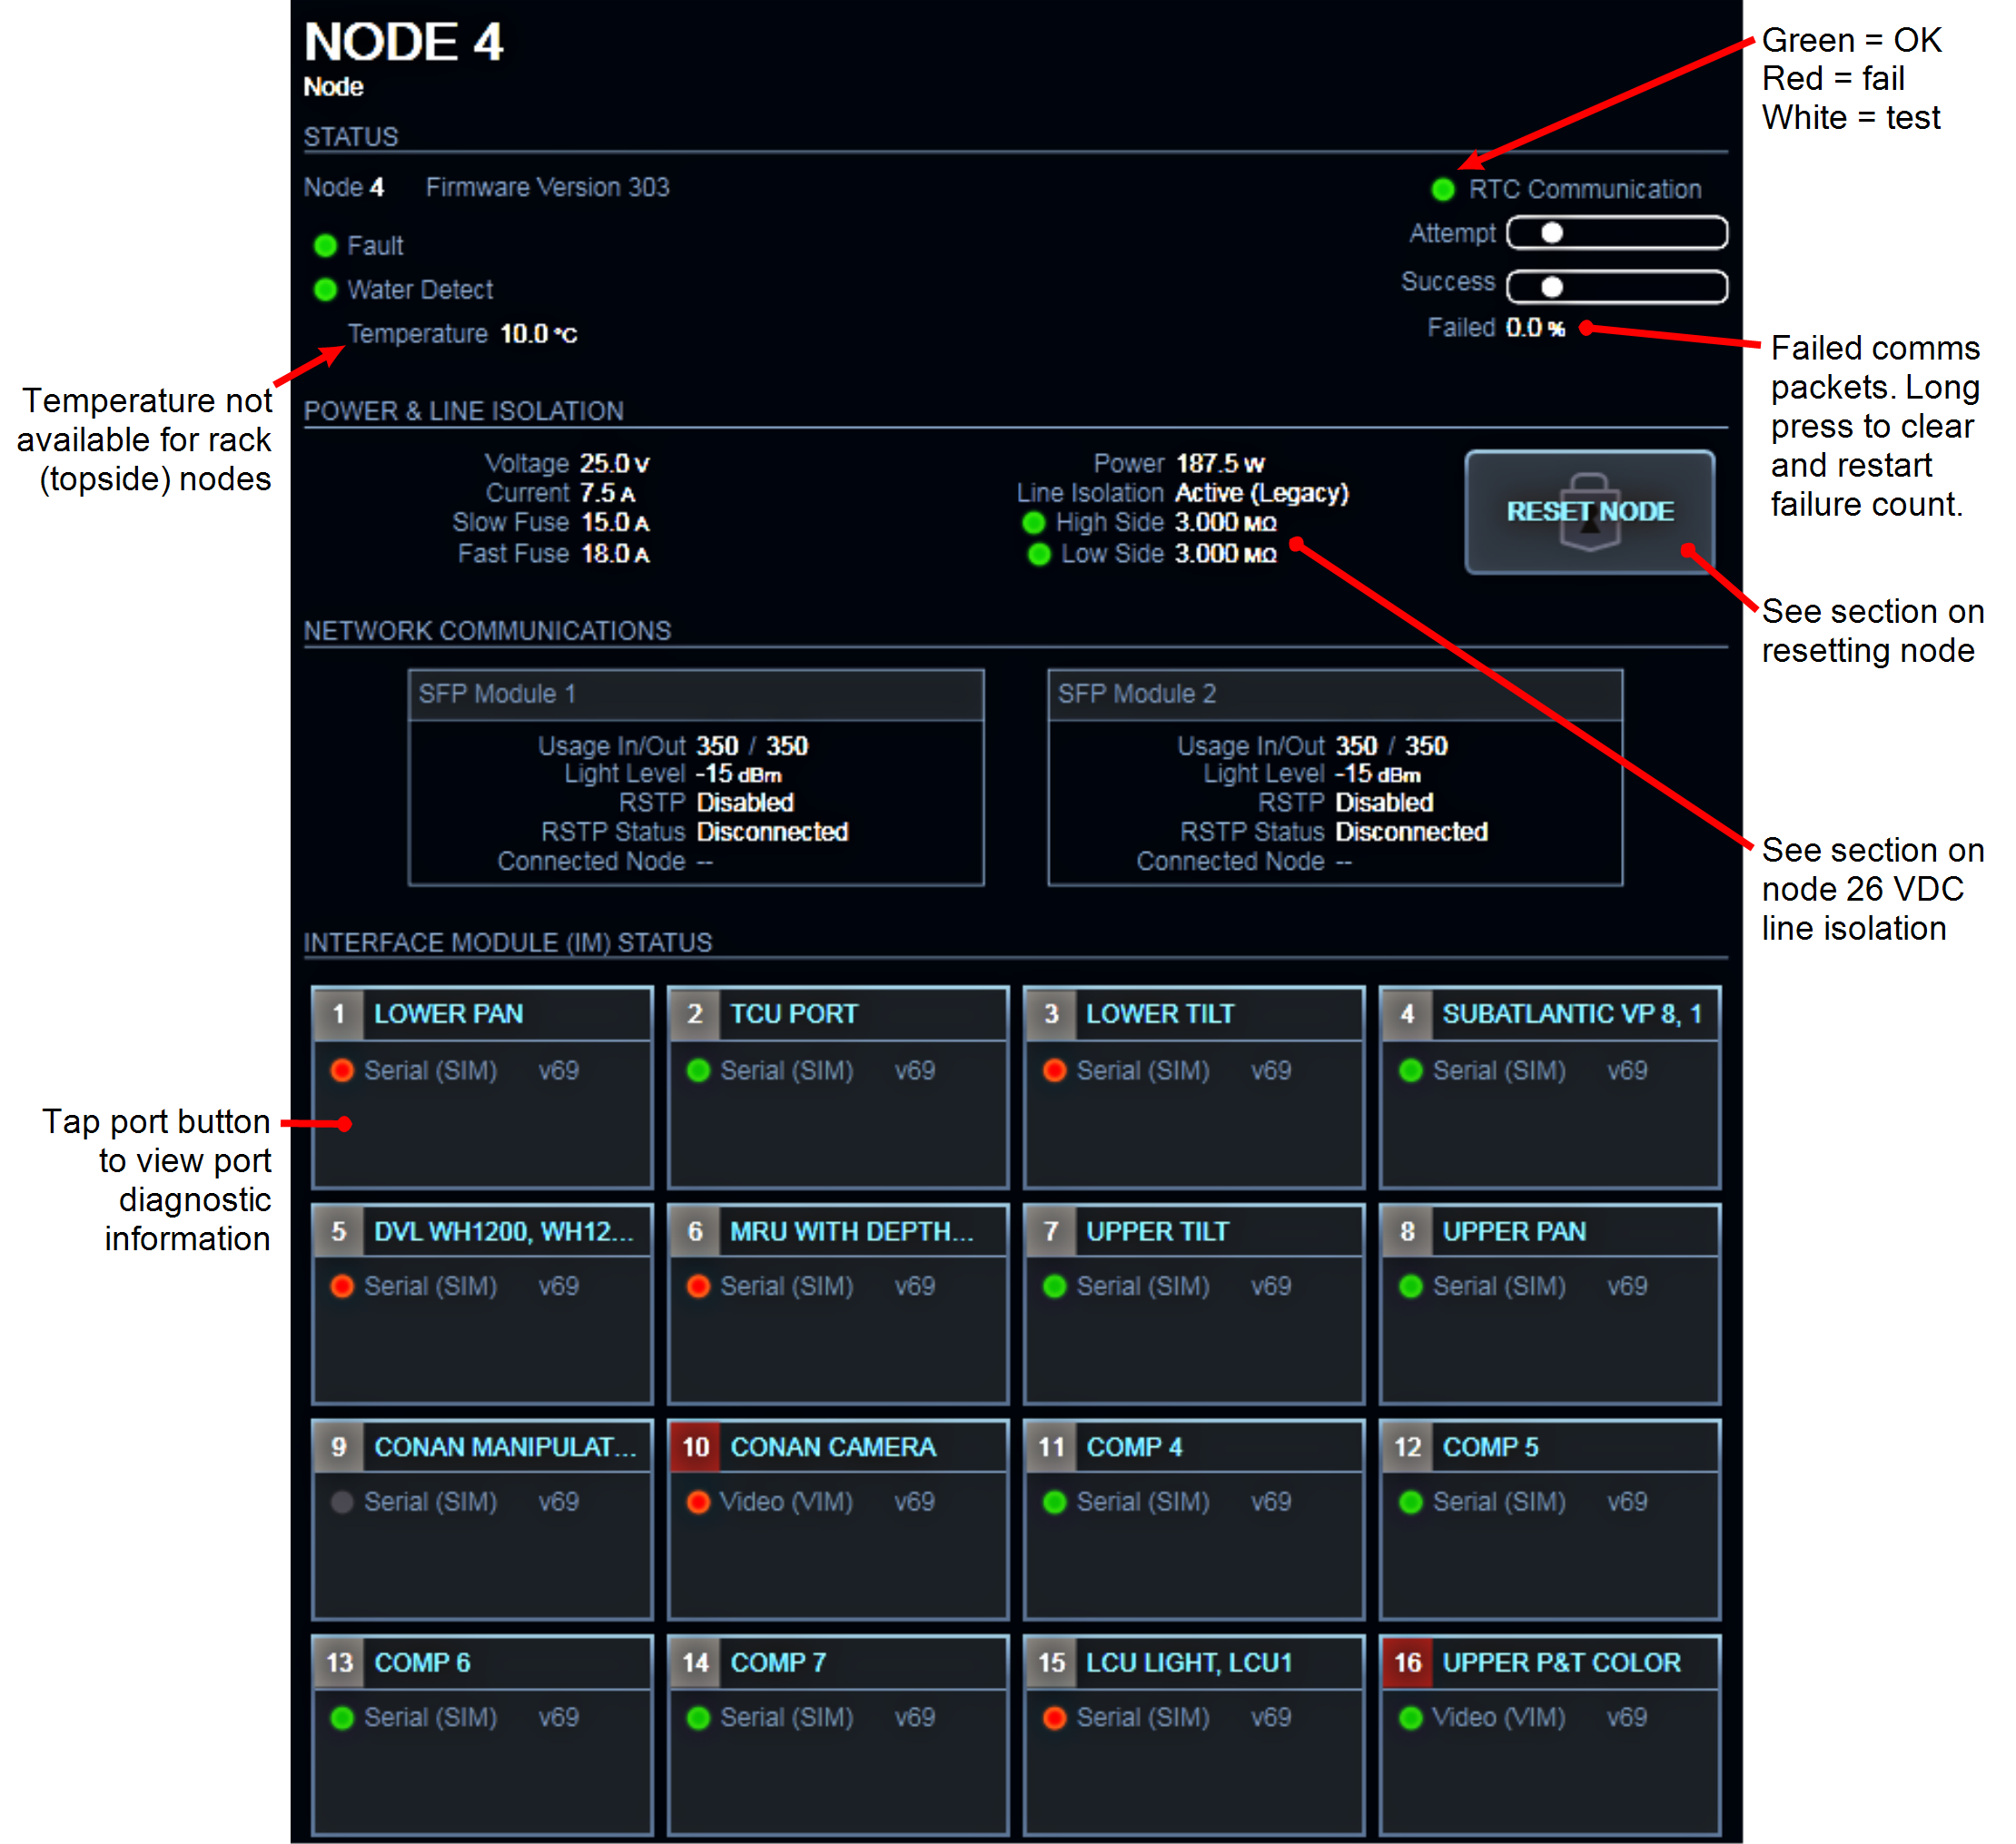 NODE 4
Node
STATUS
Node 4 Firmware Version 303
Fault
Water Detect
Temperature 10.0 °C
RTC Communication
Attempt
Success
Failed 0.0 %
Green = OK
Red = fail
White = test
Temperature not
available for rack
(topside) nodes
Failed comms
packets. Long
press to clear
and restart
failure count.
POWER & LINE ISOLATION
Voltage 25.0 V
Current 7.5 A
Slow Fuse 15.0 A
Fast Fuse 18.0 A
Power 187.5 W
Line Isolation Active (Legacy)
High Side 3.000 MΩ
Low Side 3.000 MΩ
RESET NODE
See section on
resetting node
NETWORK COMMUNICATIONS
SFP Module 1
Usage In/Out 350 / 350
Light Level -15 dBm
RSTP Disabled
RSTP Status Disconnected
Connected Node --
SFP Module 2
Usage In/Out 350 / 350
Light Level -15 dBm
RSTP Disabled
RSTP Status Disconnected
Connected Node --
See section on
node 26 VDC
line isolation
INTERFACE MODULE (IM) STATUS
1 LOWER PAN
Serial (SIM) v69
2 TCU PORT
Serial (SIM) v69
3 LOWER TILT
Serial (SIM) v69
4 SUBATLANTIC VP 8, 1
Serial (SIM) v69
Tap port button
to view port
diagnostic
information
5 DVL WH1200, WH12...
Serial (SIM) v69
6 MRU WITH DEPTH...
Serial (SIM) v69
7 UPPER TILT
Serial (SIM) v69
8 UPPER PAN
Serial (SIM) v69
9 CONAN MANIPULAT...
Serial (SIM) v69
10 CONAN CAMERA
Video (VIM) v69
11 COMP 4
Serial (SIM) v69
12 COMP 5
Serial (SIM) v69
13 COMP 6
Serial (SIM) v69
14 COMP 7
Serial (SIM) v69
15 LCU LIGHT, LCU1
Serial (SIM) v69
16 UPPER P&T COLOR
Video (VIM) v69